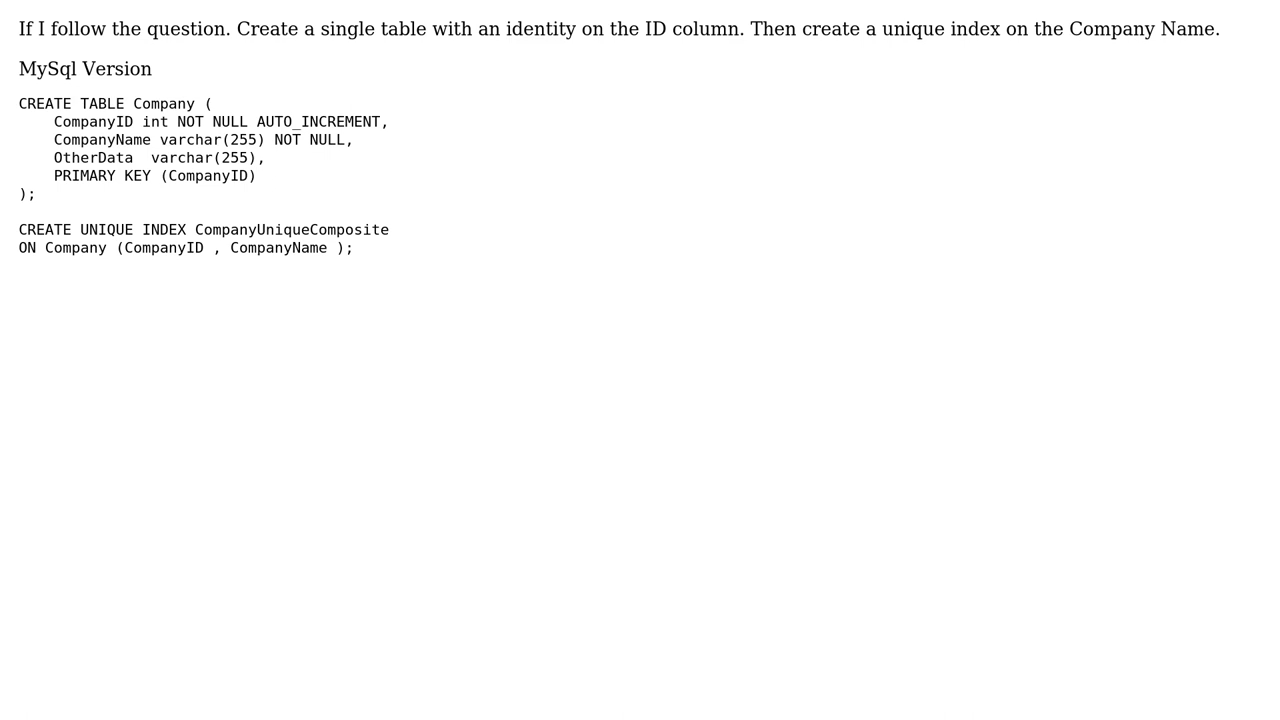 If I follow the question. Create a single table with an identity on the ID column. Then create a unique index on the Company Name.
MySql Version
CREATE TABLE Company (
    CompanyID int NOT NULL AUTO_INCREMENT,
    CompanyName varchar(255) NOT NULL,
    OtherData  varchar(255),
    PRIMARY KEY (CompanyID)
);
CREATE UNIQUE INDEX CompanyUniqueComposite
ON Company (CompanyID , CompanyName );